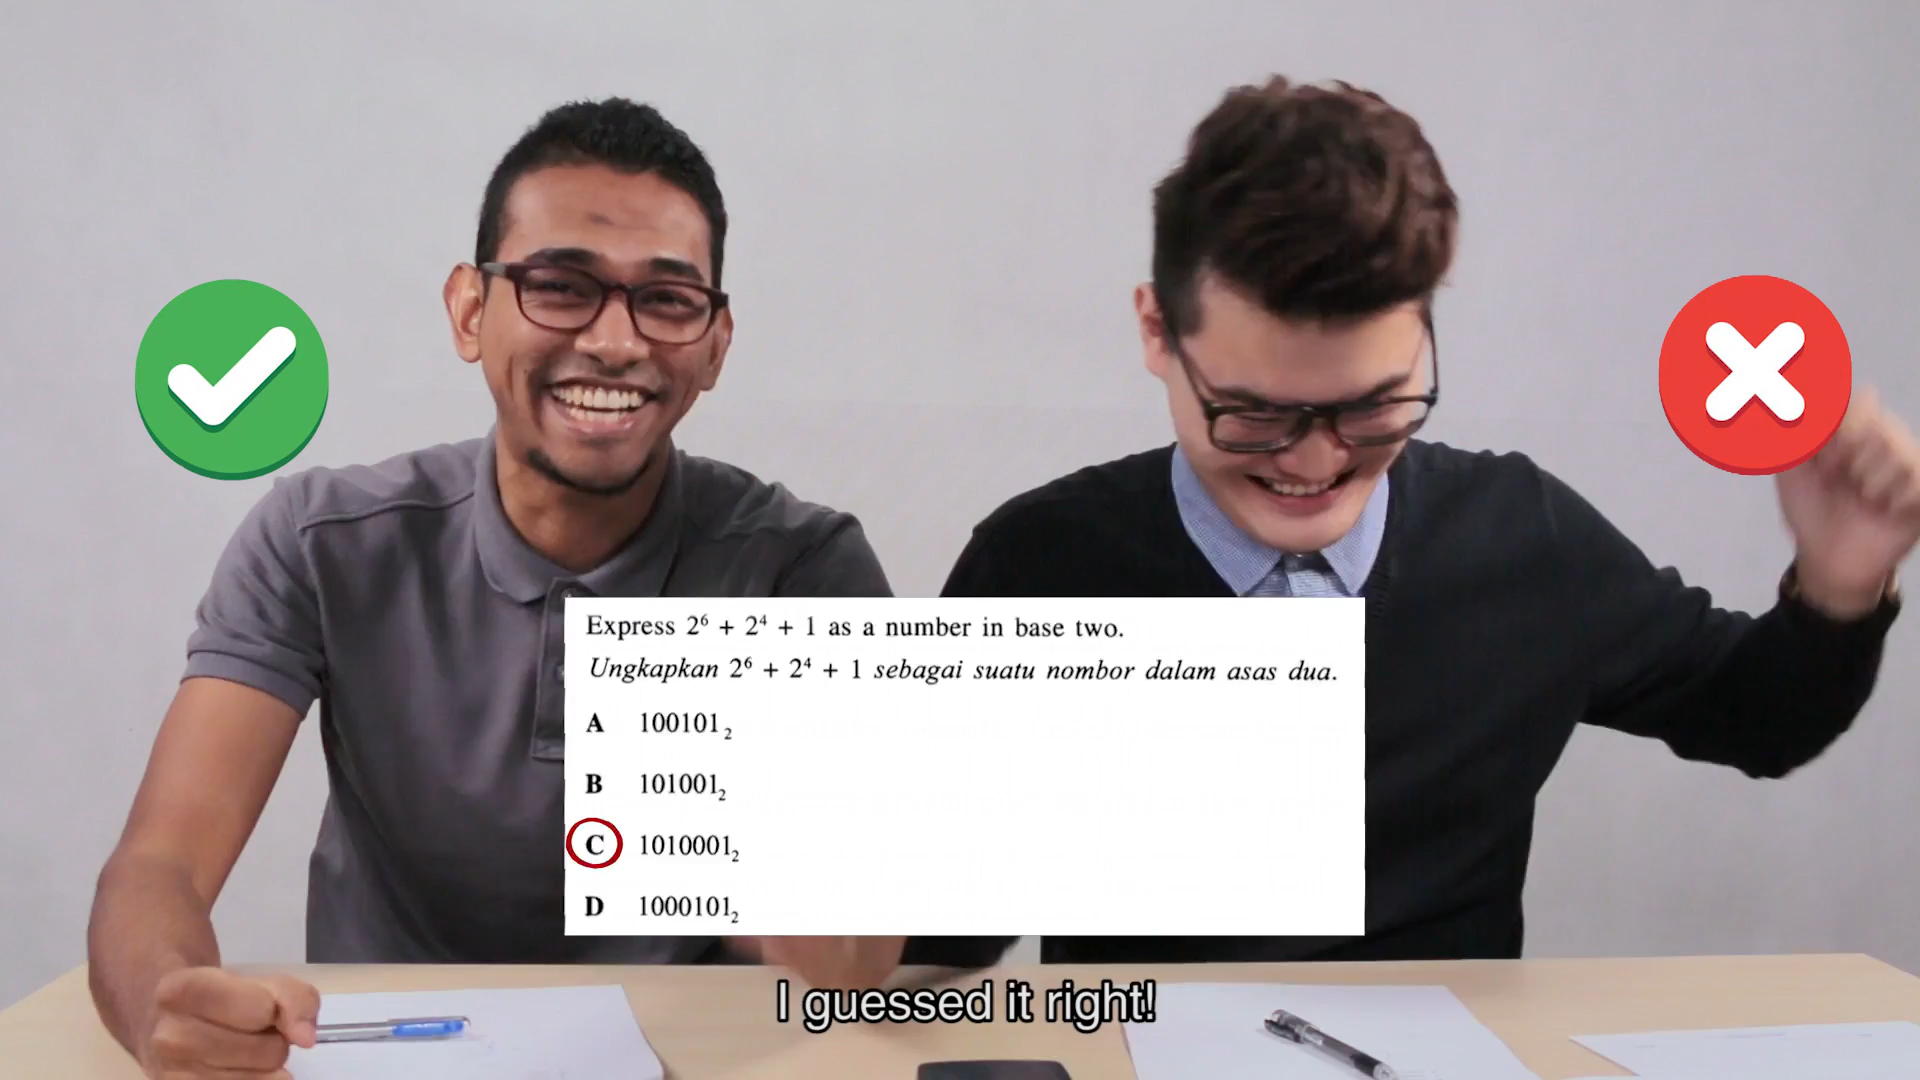 Express 2⁶ + 2⁴ + 1 as a number in base two.
Ungkapkan 2⁶ + 2⁴ + 1 sebagai suatu nombor dalam asas dua.
A 100101₂
B 101001₂
C 1010001₂
D 1000101₂
I guessed it right!